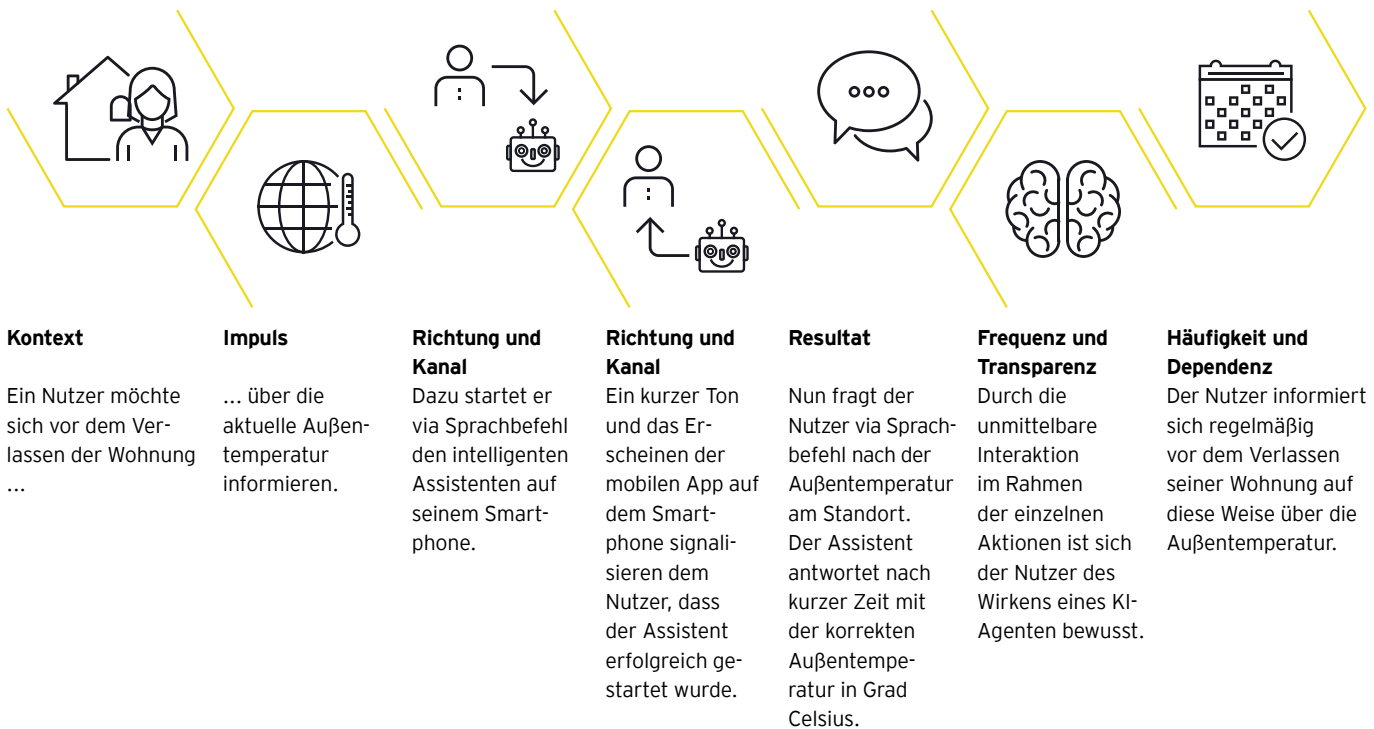 Kontext
Ein Nutzer möchte
sich vor dem Ver-
lassen der Wohnung
...
Impuls
... über die
aktuelle Außen-
temperatur
informieren.
Richtung und
Kanal
Dazu startet er
via Sprachbefehl
den intelligenten
Assistenten auf
seinem Smart-
phone.
Richtung und
Kanal
Ein kurzer Ton
und das Er-
scheinen der
mobilen App auf
dem Smart-
phone signali-
sieren dem
Nutzer, dass
der Assistent
erfolgreich ge-
startet wurde.
Resultat
Nun fragt der
Nutzer via Sprach-
befehl nach der
Außentemperatur
am Standort.
Der Assistent
antwortet nach
kurzer Zeit mit
der korrekten
Außentempe-
ratur in Grad
Celsius.
Frequenz und
Transparenz
Durch die
unmittelbare
Interaktion
im Rahmen
der einzelnen
Aktionen ist sich
der Nutzer des
Wirkens eines KI-
Agenten bewusst.
Häufigkeit und
Dependenz
Der Nutzer informiert
sich regelmäßig
vor dem Verlassen
seiner Wohnung auf
diese Weise über die
Außentemperatur.